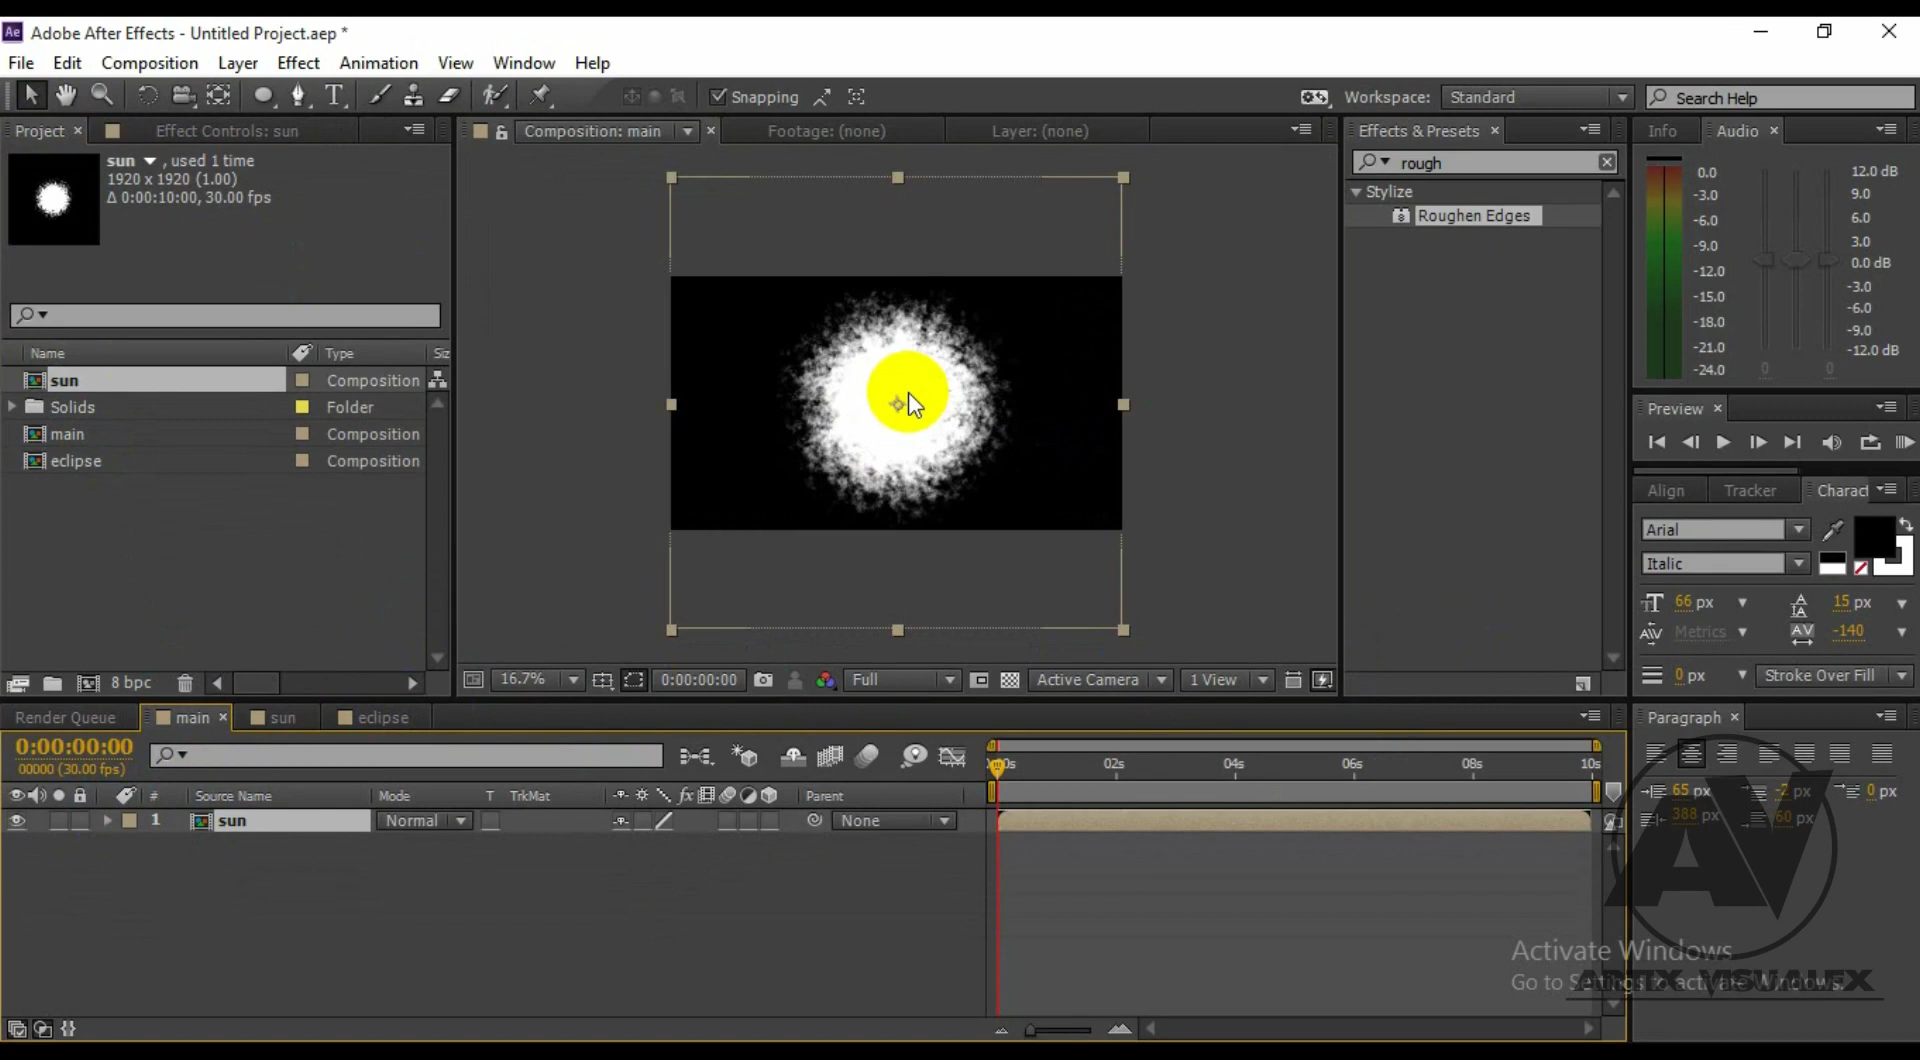 Ae Adobe After Effects - Untitled Project.aep *
File Edit Composition Layer Effect Animation View Window Help
Snapping Workspace: Standard Search Help
Project × Effect Controls: sun
sun , used 1 time
1920 x 1920 (1.00)
Δ 0:00:10:00, 30.00 fps
Name Type Siz
sun Composition
Solids Folder
main Composition
eclipse Composition
8 bpc
Composition: main × Footage: (none) Layer: (none)
16.7% 0:00:00:00 Full Active Camera 1 View
Effects & Presets ×
rough
Stylize
Roughen Edges
Info Audio ×
0.0 12.0 dB
-3.0 9.0
-6.0 6.0
-9.0 3.0
-12.0 0.0 dB
-15.0 -3.0
-18.0 -6.0
-21.0 -9.0
-24.0 -12.0 dB
0 0
Preview ×
Align Tracker Charact
Arial
Italic
66 px 15 px
Metrics -140
0 px Stroke Over Fill
Render Queue main × sun eclipse
0:00:00:00
00000 (30.00 fps)
02s 04s 06s 08s 10s
# Source Name Mode T TrkMat fx Parent
1 sun Normal None
Paragraph ×
65 px -2 px 0 px
388 px 60 px
AV
Activate Windows
Go to Settings to activate Windows.
ARTIX VISUALEX